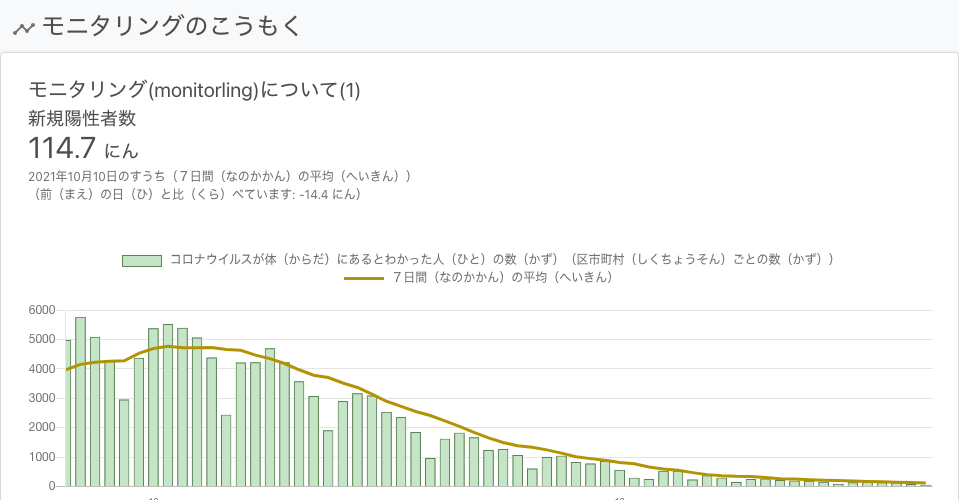 モニタリングのこうもく
モニタリング(monitorling)について(1)
新規陽性者数
114.7 にん
2021年10月10日のすうち（７日間（なのかかん）の平均（へいきん））
（前（まえ）の日（ひ）と比（くら）べています: -14.4 にん）
コロナウイルスが体（からだ）にあるとわかった人（ひと）の数（かず）（区市町村（しくちょうそん）ごとの数（かず））
７日間（なのかかん）の平均（へいきん）
6000
5000
4000
3000
2000
1000
0